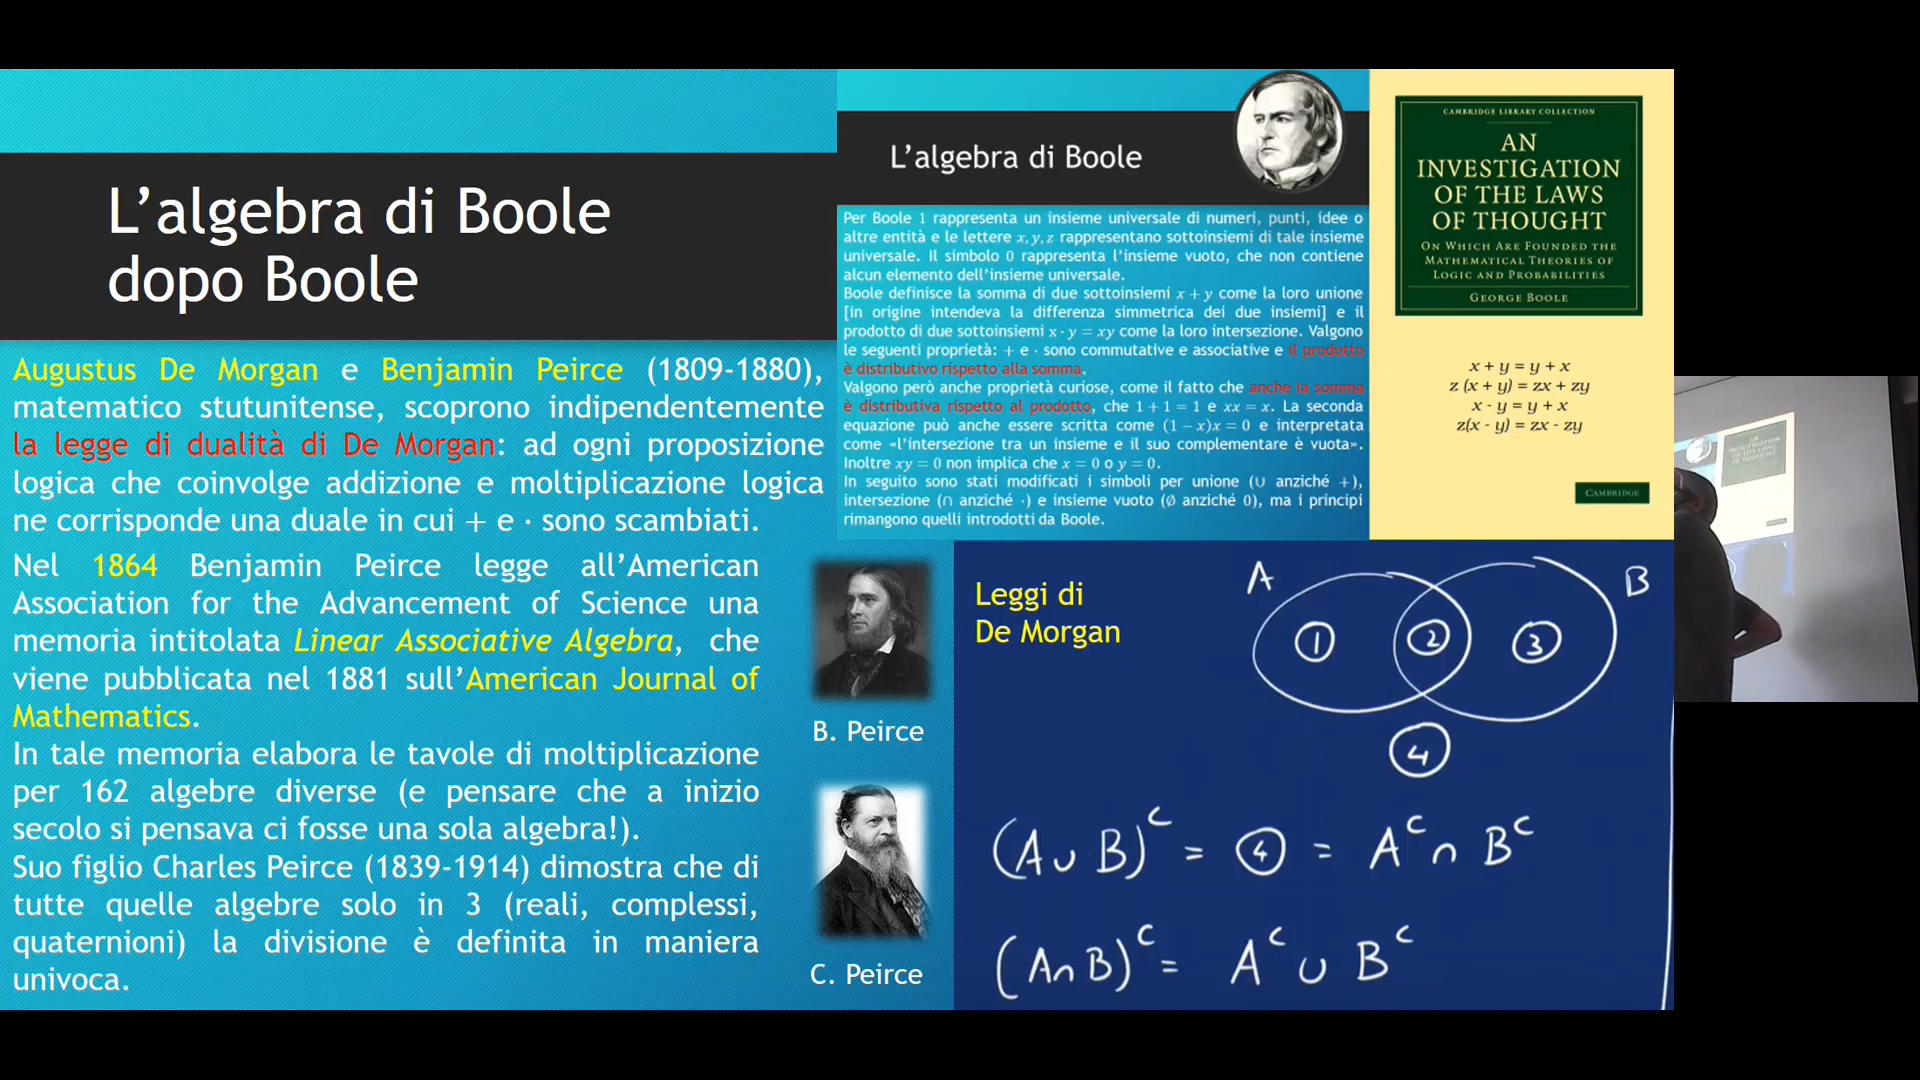 L’algebra di Boole
dopo Boole
Augustus De Morgan e Benjamin Peirce (1809-1880),
matematico stutunitense, scoprono indipendentemente
la legge di dualità di De Morgan: ad ogni proposizione
logica che coinvolge addizione e moltiplicazione logica
ne corrisponde una duale in cui + e · sono scambiati.
Nel 1864 Benjamin Peirce legge all’American
Association for the Advancement of Science una
memoria intitolata Linear Associative Algebra, che
viene pubblicata nel 1881 sull’American Journal of
Mathematics.
In tale memoria elabora le tavole di moltiplicazione
per 162 algebre diverse (e pensare che a inizio
secolo si pensava ci fosse una sola algebra!).
Suo figlio Charles Peirce (1839-1914) dimostra che di
tutte quelle algebre solo in 3 (reali, complessi,
quaternioni) la divisione è definita in maniera
univoca.
B. Peirce
C. Peirce
L’algebra di Boole
Per Boole 1 rappresenta un insieme universale di numeri, punti, idee o
altre entità e le lettere x, y, z rappresentano sottoinsiemi di tale insieme
universale. Il simbolo 0 rappresenta l’insieme vuoto, che non contiene
alcun elemento dell’insieme universale.
Boole definisce la somma di due sottoinsiemi x + y come la loro unione
[in origine intendeva la differenza simmetrica dei due insiemi] e il
prodotto di due sottoinsiemi x · y = xy come la loro intersezione. Valgono
le seguenti proprietà: + e · sono commutative e associative e il prodotto
è distributivo rispetto alla somma.
Valgono però anche proprietà curiose, come il fatto che anche la somma
è distributiva rispetto al prodotto, che 1 + 1 = 1 e xx = x. La seconda
equazione può anche essere scritta come (1 − x)x = 0 e interpretata
come «l’intersezione tra un insieme e il suo complementare è vuota».
Inoltre xy = 0 non implica che x = 0 o y = 0.
In seguito sono stati modificati i simboli per unione (∪ anziché +),
intersezione (∩ anziché ·) e insieme vuoto (∅ anziché 0), ma i principi
rimangono quelli introdotti da Boole.
CAMBRIDGE LIBRARY COLLECTION
AN
INVESTIGATION
OF THE LAWS
OF THOUGHT
ON WHICH ARE FOUNDED THE
MATHEMATICAL THEORIES OF
LOGIC AND PROBABILITIES
GEORGE BOOLE
x + y = y + x
z (x + y) = zx + zy
x - y = y + x
z(x - y) = zx - zy
CAMBRIDGE
Leggi di
De Morgan
A B
1 2 3
4
(A ∪ B)ᶜ = 4 = Aᶜ ∩ Bᶜ
(A ∩ B)ᶜ = Aᶜ ∪ Bᶜ